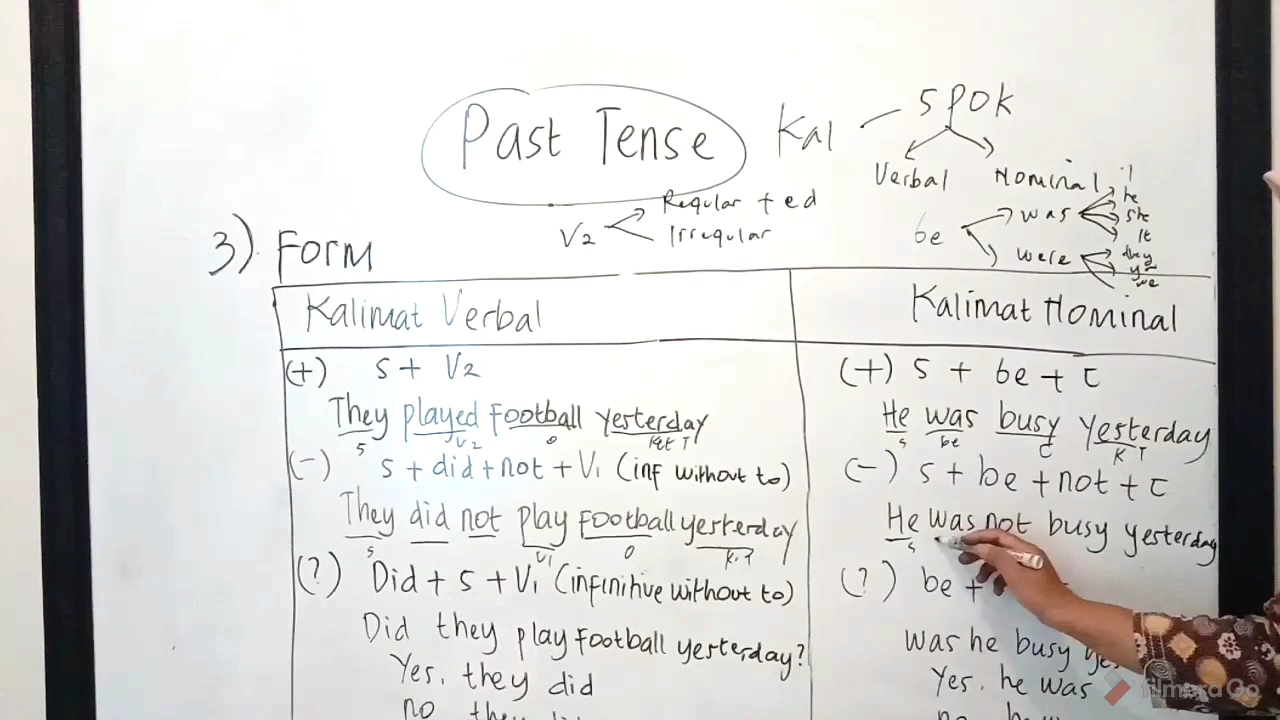 Past Tense
Kal
SPOK
Verbal
Nominal
V2
Regular + ed
Irregular
be
was
I
he
she
It
were
they
we
3) Form
Kalimat Verbal
(+) S + V2
They played football yesterday
S V2 O Ket T
(-) S + did + not + V1 (inf without to)
They did not play football yesterday
S V1 O K.T
(?) Did + S + V1 (infinitive without to)
Did they play football yesterday?
Yes, they did
no they
Kalimat Nominal
(+) S + be + C
He was busy yesterday
S be C K T
(-) S + be + not + C
He was not busy yesterday
S
(?) be +
Was he busy
Yes. he was
no
filmoraGo